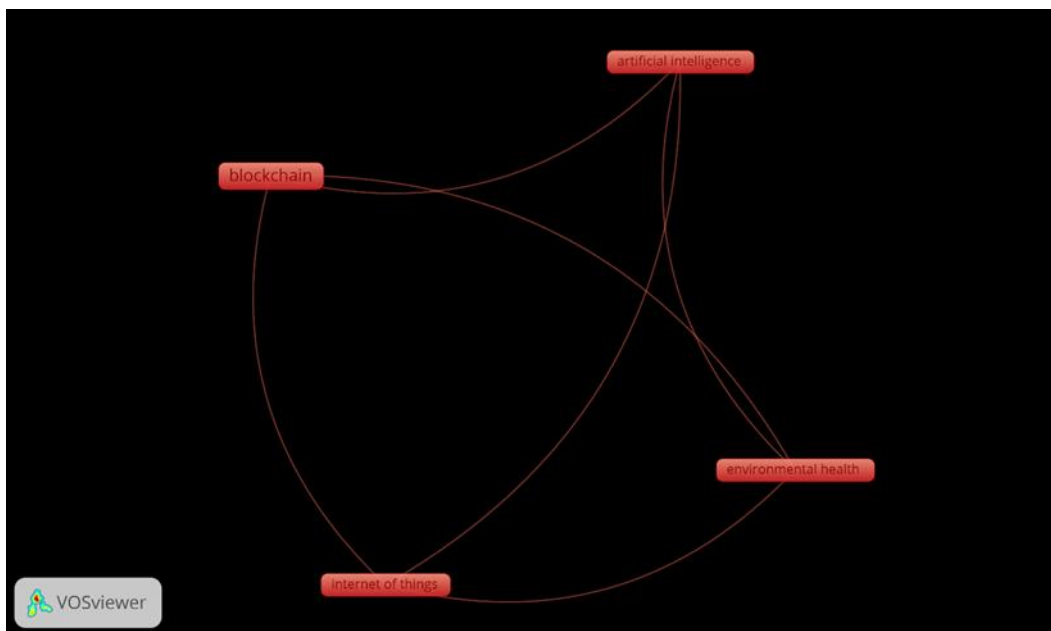 artificial intelligence
blockchain
environmental health
internet of things
VOSviewer